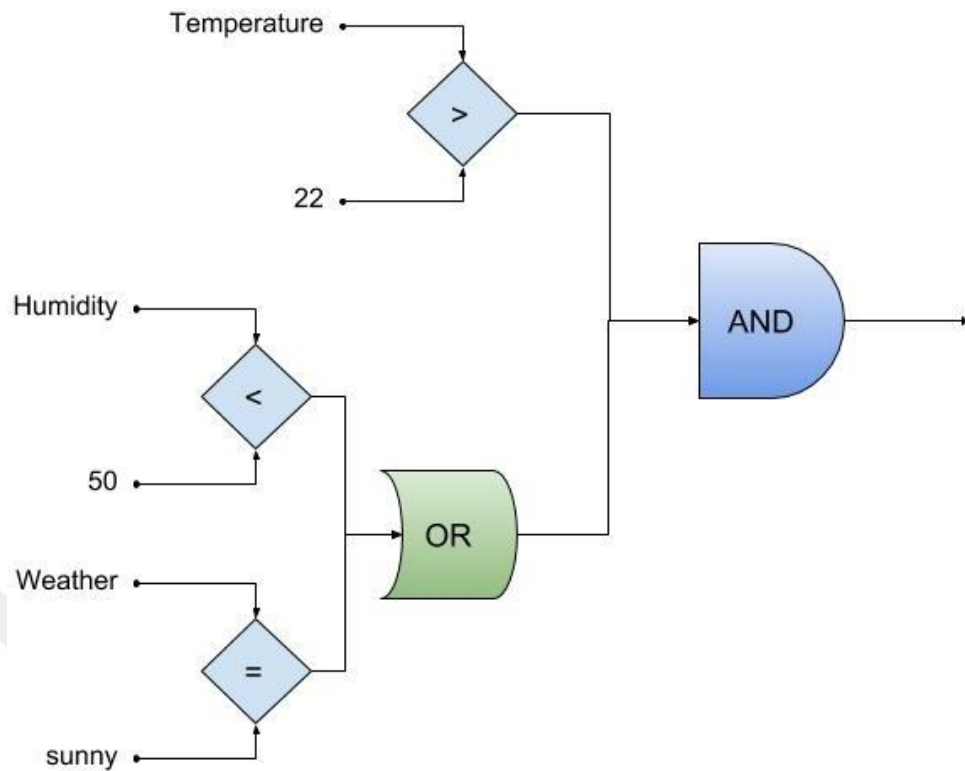 Temperature
>
22
Humidity
<
50
Weather
=
sunny
OR
AND